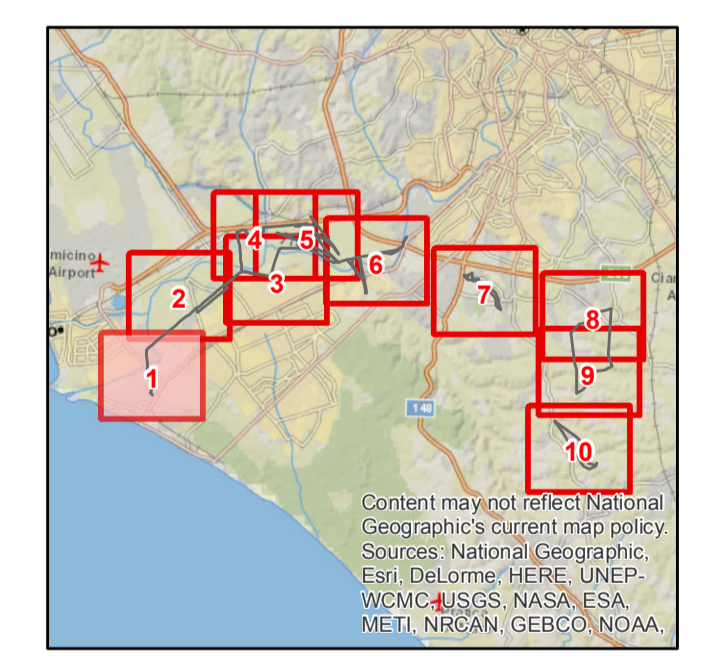 micino
Airport
Cian
A
o
4
5
6
3
2
7
8
1
9
148
10
Content may not reflect National
Geographic's current map policy.
Sources: National Geographic,
Esri, DeLorme, HERE, UNEP-
WCMC, USGS, NASA, ESA,
METI, NRCAN, GEBCO, NOAA,